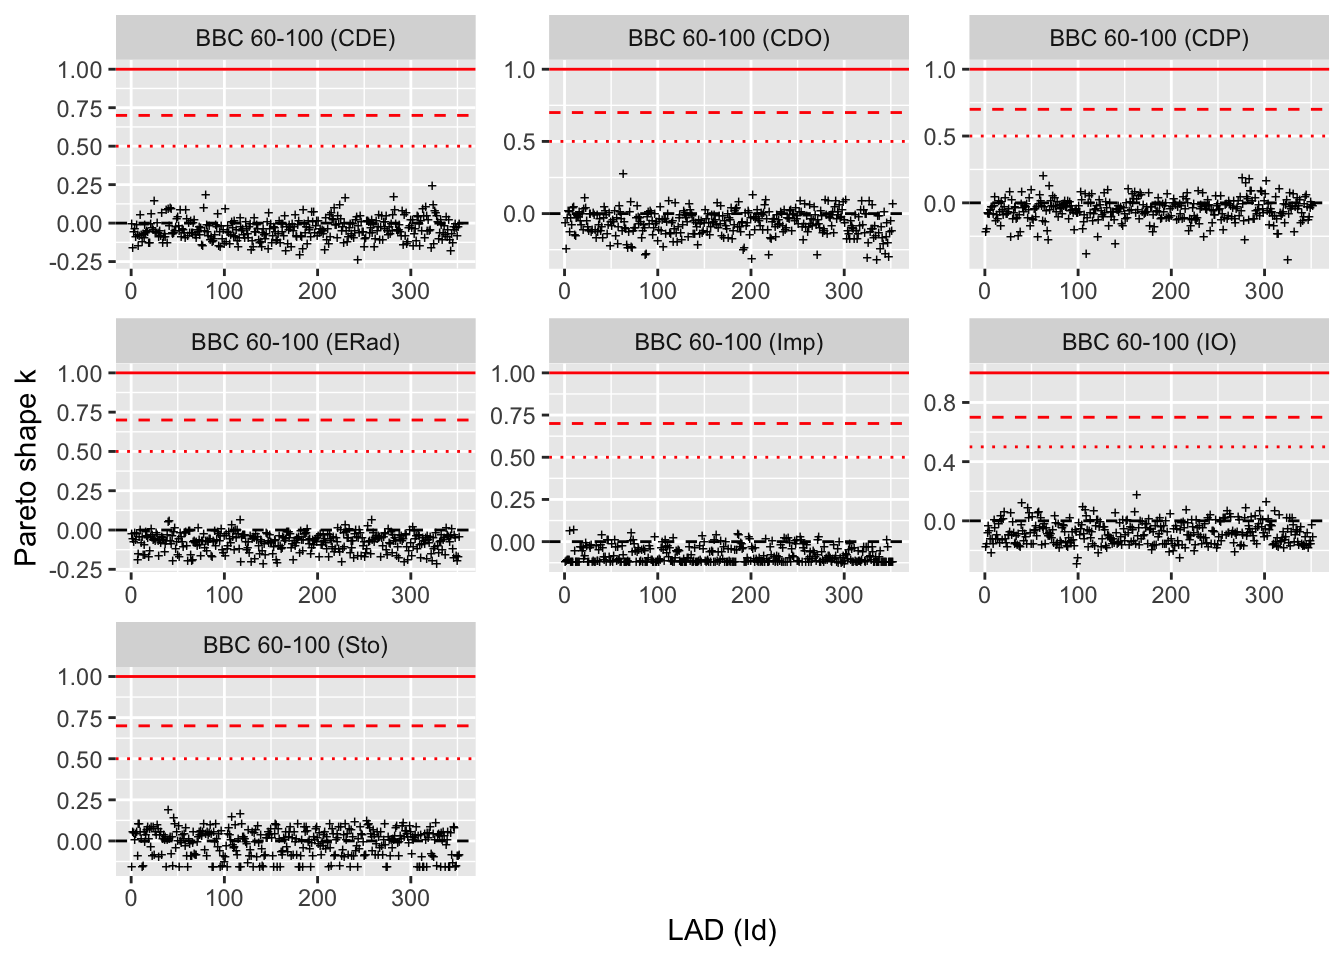 BBC 60-100 (CDE)
BBC 60-100 (CDO)
BBC 60-100 (CDP)
1.00
0.75
0.50
0.25
0.00
-0.25
1.0
0.5
0.0
1.0
0.5
0.0
0 100 200 300
0 100 200 300
0 100 200 300
BBC 60-100 (ERad)
BBC 60-100 (Imp)
BBC 60-100 (IO)
1.00
0.75
0.50
0.25
0.00
-0.25
1.00
0.75
0.50
0.25
0.00
0.8
0.4
0.0
0 100 200 300
0 100 200 300
0 100 200 300
BBC 60-100 (Sto)
1.00
0.75
0.50
0.25
0.00
0 100 200 300
Pareto shape k
LAD (Id)